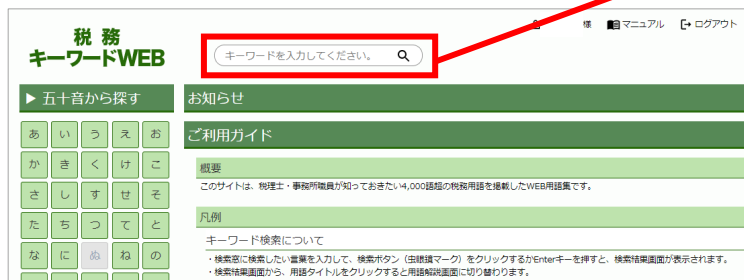 様 マニュアル ログアウト
税務
キーワードWEB
キーワードを入力してください。
▶ 五十音から探す
お知らせ
ご利用ガイド
あ い う え お
か き く け こ
さ し す せ そ
た ち つ て と
な に ぬ ね の
概要
このサイトは、税理士・事務所職員が知っておきたい4,000語超の税務用語を掲載したWEB用語集です。
凡例
キーワード検索について
・検索窓に検索したい言葉を入力して、検索ボタン（虫眼鏡マーク）をクリックするかEnterキーを押すと、検索結果画面が表示されます。
・検索結果画面から、用語タイトルをクリックすると用語解説画面に切り替わります。